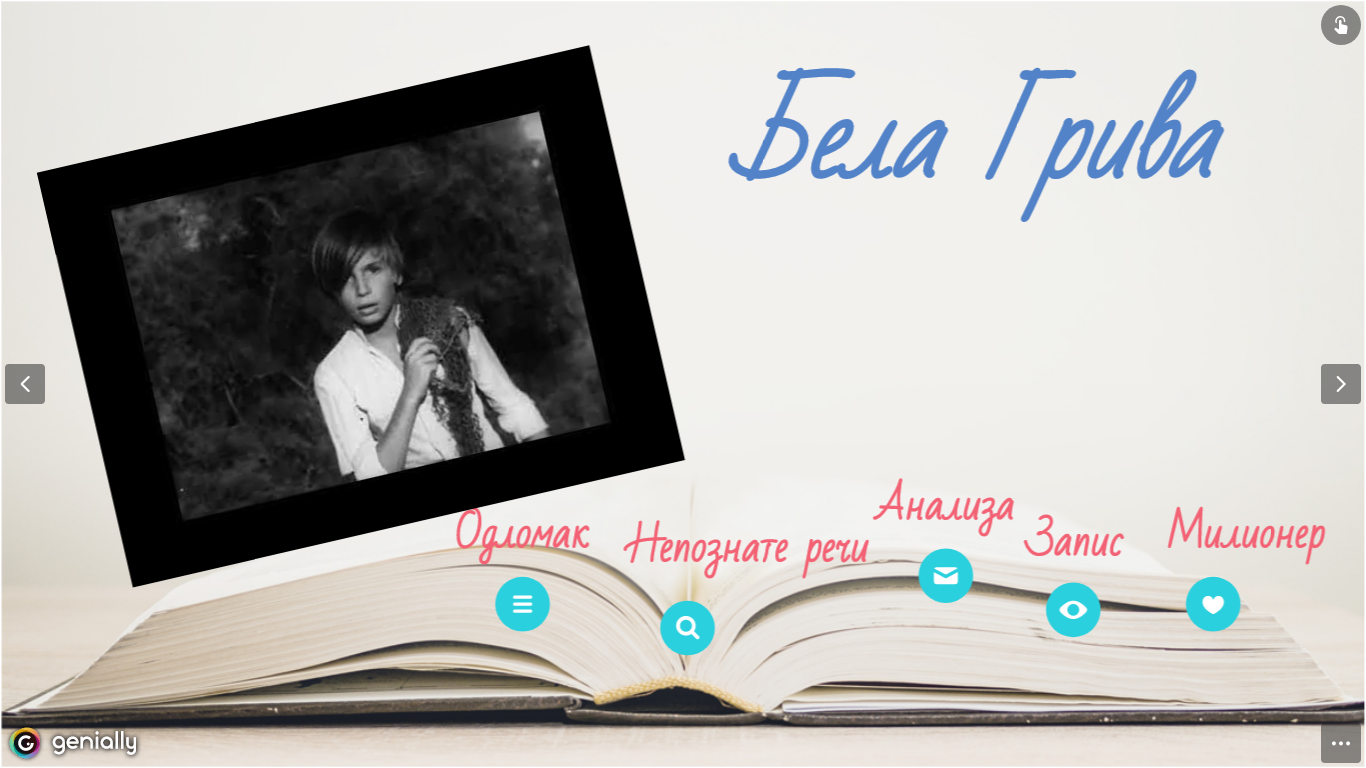 Бела Грива
Одломак
Непознате речи
Анализа
Запис
Милионер
genially